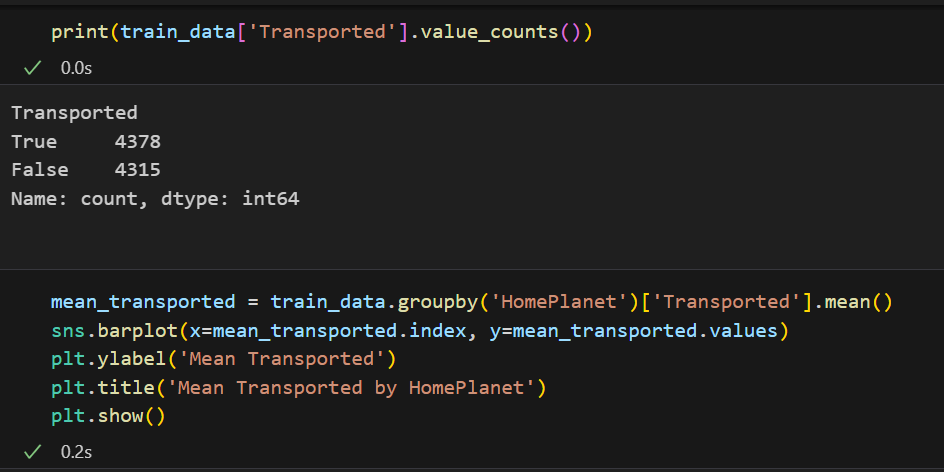 print(train_data['Transported'].value_counts())
0.0s
Transported
True     4378
False    4315
Name: count, dtype: int64
mean_transported = train_data.groupby('HomePlanet')['Transported'].mean()
sns.barplot(x=mean_transported.index, y=mean_transported.values)
plt.ylabel('Mean Transported')
plt.title('Mean Transported by HomePlanet')
plt.show()
0.2s